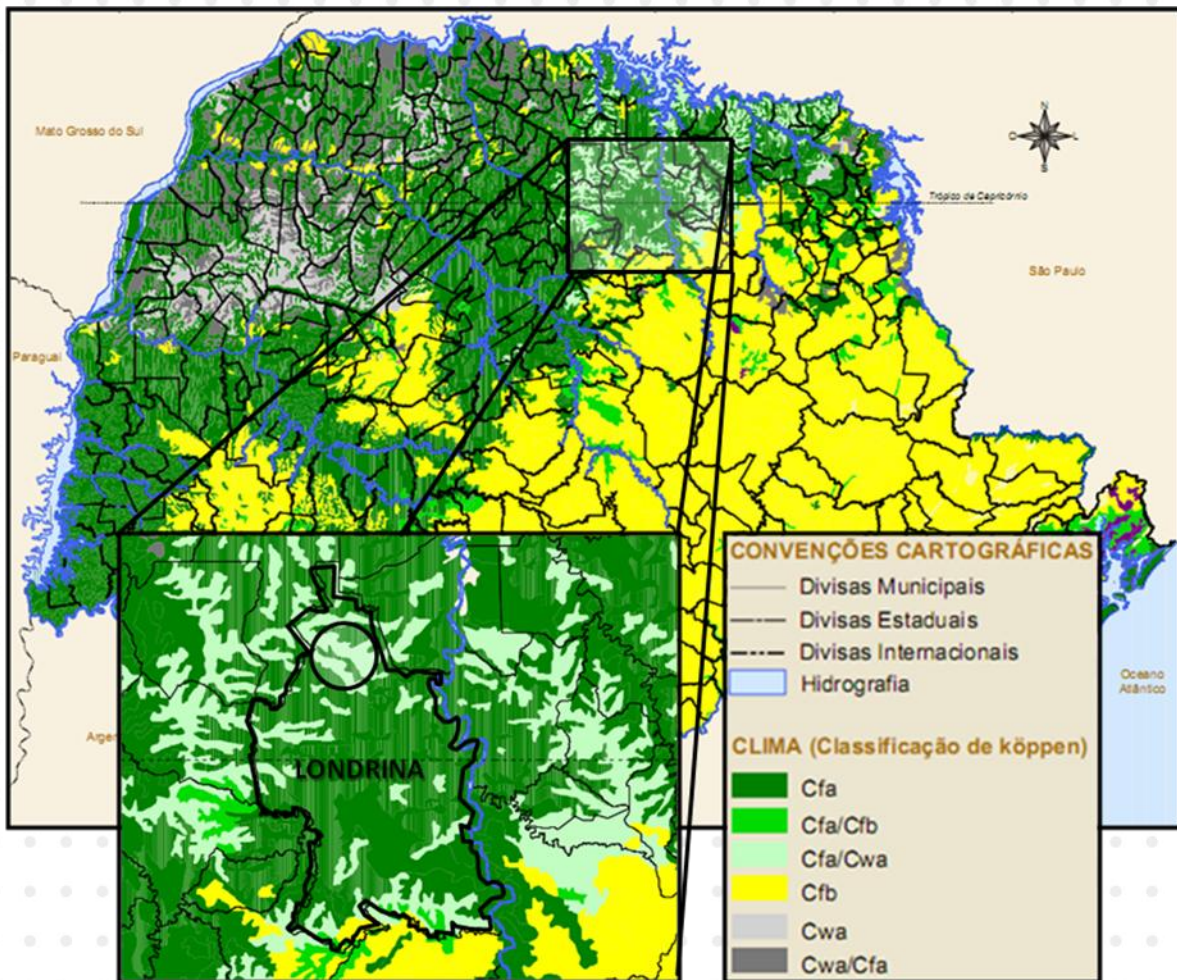 Mato Grosso do Sul
N
O
L
S
Trópico de Capricórnio
São Paulo
Paraguai
CONVENÇÕES CARTOGRÁFICAS
Divisas Municipais
Divisas Estaduais
Divisas Internacionais
Hidrografia
Oceano
Atlântico
Argen
LONDRINA
CLIMA (Classificação de köppen)
Cfa
Cfa/Cfb
Cfa/Cwa
Cfb
Cwa
Cwa/Cfa